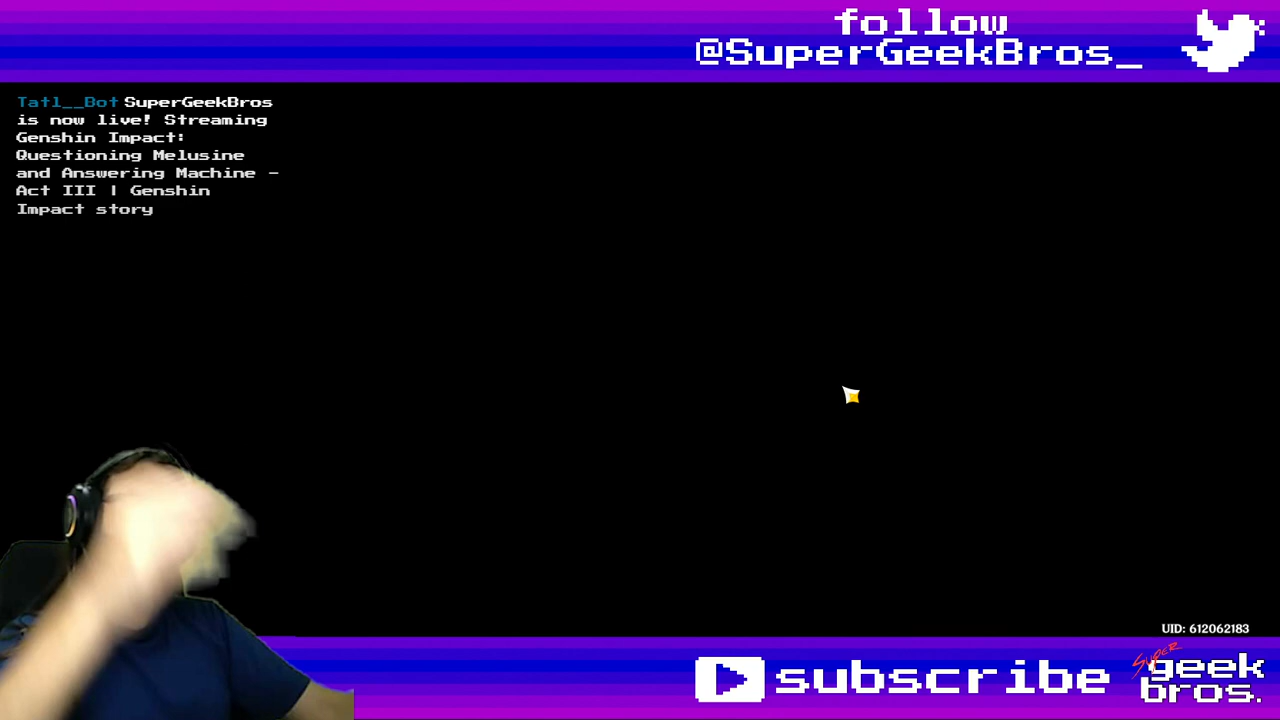 follow
@SuperGeekBros_
Tatl__Bot SuperGeekBros
is now live! Streaming
Genshin Impact:
Questioning Melusine
and Answering Machine -
Act III | Genshin
Impact story
UID: 612062183
subscribe
SUPER
geek
bros.